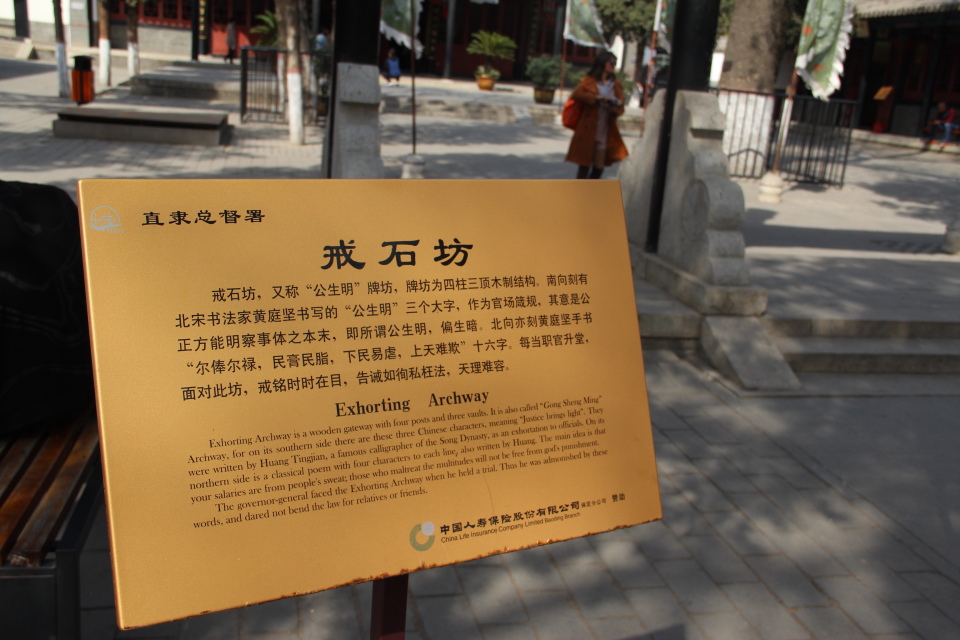 直隶总督署
戒石坊
戒石坊，又称“公生明”牌坊，牌坊为四柱三顶木制结构。南向刻有
北宋书法家黄庭坚书写的“公生明”三个大字，作为官场箴规，其意是公
正方能明察事体之本末，即所谓公生明，偏生暗。北向亦刻黄庭坚手书
“尔俸尔禄，民膏民脂，下民易虐，上天难欺”十六字。每当职官升堂，
面对此坊，戒铭时时在目，告诫如徇私枉法，天理难容。
Exhorting Archway
Exhorting Archway is a wooden gateway with four posts and three vaults. It is also called "Gong Sheng Ming"
Archway, for on its southern side there are these three Chinese characters, meaning "Justice brings light". They
were written by Huang Tingjian, a famous calligrapher of the Song Dynasty, as an exhortation to officials. On its
northern side is a classical poem with four characters to each line, also written by Huang. The main idea is that
your salaries are from people's sweat; those who maltreat the multitudes will not be free from god's punishment.
The governor-general faced the Exhorting Archway when he held a trial. Thus he was admonished by these
words, and dared not bend the law for relatives or friends.
中国人寿保险股份有限公司 保定分公司 赞助
China Life Insurance Company Limited Baoding Branch